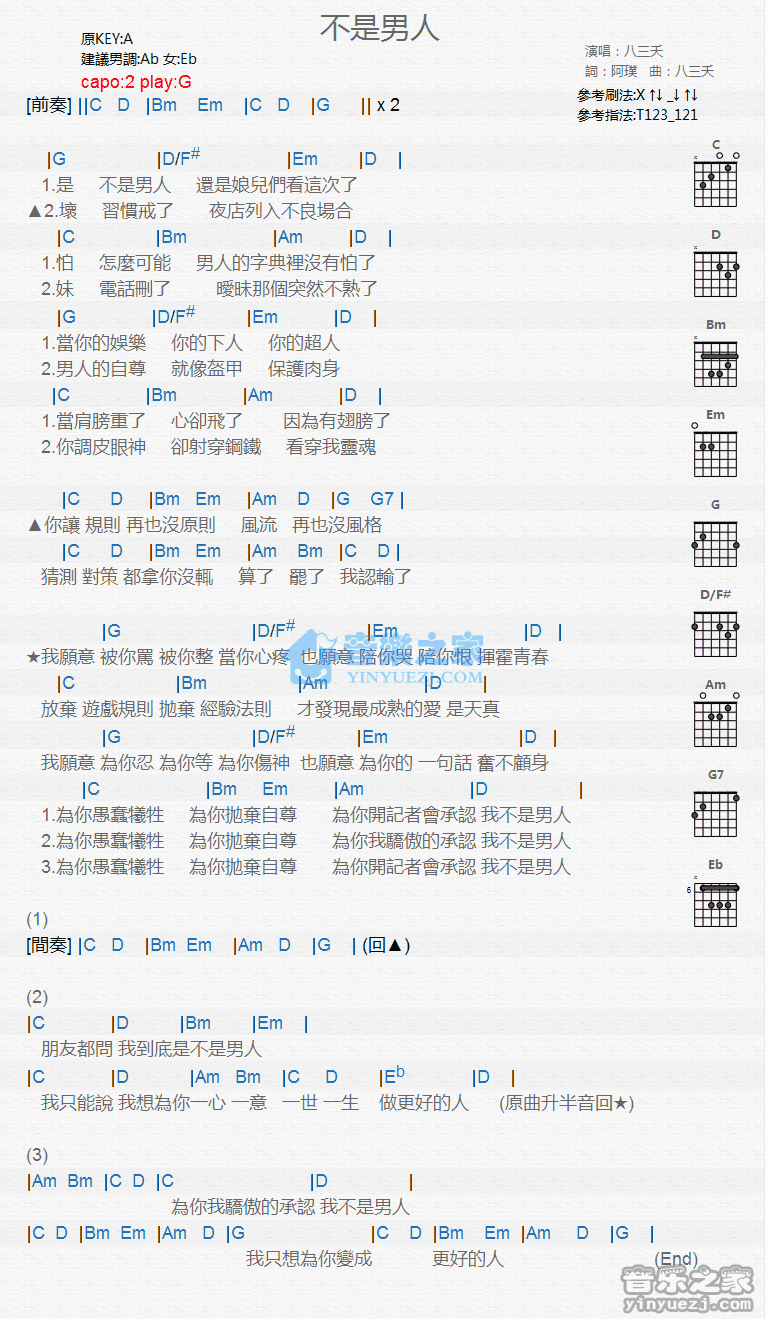 不是男人
原KEY:A
建議男調:Ab 女:Eb
capo:2 play:G
演唱：八三夭
詞：阿璞 曲：八三夭
參考刷法:X ↑↓ _↓ ↑↓
參考指法:T123_121
[前奏] ||C D |Bm Em |C D |G || x 2
|G |D/F# |Em |D |
1.是 不是男人 還是娘兒們看這次了
▲2.壞 習慣戒了 夜店列入不良場合
|C |Bm |Am |D |
1.怕 怎麼可能 男人的字典裡沒有怕了
2.妹 電話刪了 曖昧那個突然不熟了
|G |D/F# |Em |D |
1.當你的娛樂 你的下人 你的超人
2.男人的自尊 就像盔甲 保護肉身
|C |Bm |Am |D |
1.當肩膀重了 心卻飛了 因為有翅膀了
2.你調皮眼神 卻射穿鋼鐵 看穿我靈魂
|C D |Bm Em |Am D |G G7 |
▲你讓 規則 再也沒原則 風流 再也沒風格
|C D |Bm Em |Am Bm |C D |
猜測 對策 都拿你沒輒 算了 罷了 我認輸了
|G |D/F# |Em |D |
★我願意 被你罵 被你整 當你心疼 也願意 陪你哭 陪你恨 揮霍青春
|C |Bm |Am |D |
放棄 遊戲規則 拋棄 經驗法則 才發現最成熟的愛 是天真
|G |D/F# |Em |D |
我願意 為你忍 為你等 為你傷神 也願意 為你的 一句話 奮不顧身
|C |Bm Em |Am |D |
1.為你愚蠢犧牲 為你拋棄自尊 為你開記者會承認 我不是男人
2.為你愚蠢犧牲 為你拋棄自尊 為你我驕傲的承認 我不是男人
3.為你愚蠢犧牲 為你拋棄自尊 為你開記者會承認 我不是男人
(1)
[間奏] |C D |Bm Em |Am D |G | (回▲)
(2)
|C |D |Bm |Em |
朋友都問 我到底是不是男人
|C |D |Am Bm |C D |Eb |D |
我只能說 我想為你一心 一意 一世 一生 做更好的人 (原曲升半音回★)
(3)
|Am Bm |C D |C |D |
為你我驕傲的承認 我不是男人
|C D |Bm Em |Am D |G |C D |Bm Em |Am D |G |
我只想為你變成 更好的人 (End)
C
D
Bm
Em
G
D/F#
Am
G7
Eb
6
音樂之家
YINYUEZJ.COM
音乐之家
yinyuezj.com